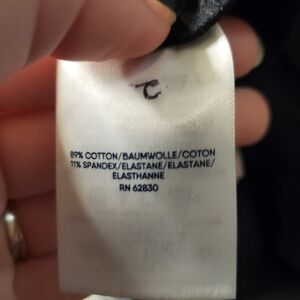 C
89% COTTON/BAUMWOLLE/COTON
11% SPANDEX/ELASTANE/ELASTANE/
ELASTHANNE
RN 62830